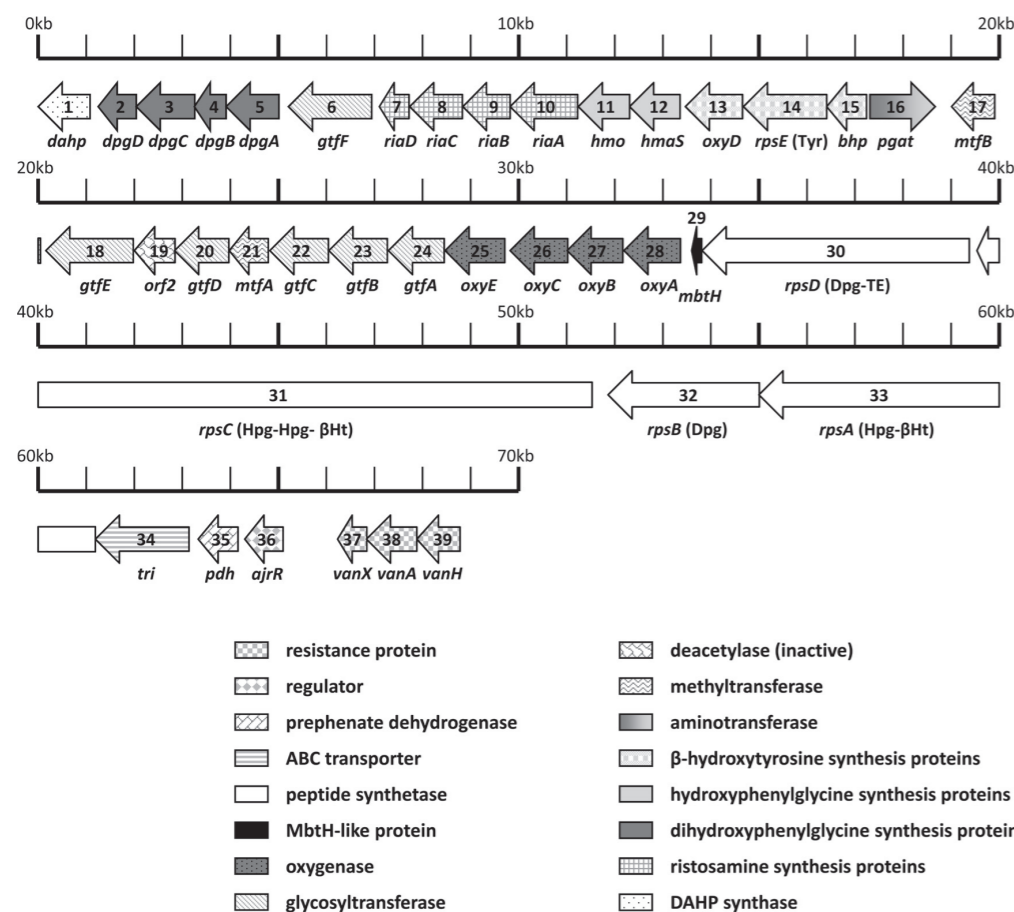 0kb 10kb 20kb
1 2 3 4 5 6 7 8 9 10 11 12 13 14 15 16 17
dahp dpgD dpgC dpgB dpgA gtfF riaD riaC riaB riaA hmo hmaS oxyD rpsE (Tyr) bhp pgat mtfB
20kb 30kb 40kb
29
18 19 20 21 22 23 24 25 26 27 28 30
gtfE orf2 gtfD mtfA gtfC gtfB gtfA oxyE oxyC oxyB oxyA mbtH rpsD (Dpg-TE)
40kb 50kb 60kb
31 32 33
rpsC (Hpg-Hpg- βHt) rpsB (Dpg) rpsA (Hpg-βHt)
60kb 70kb
34 35 36 37 38 39
tri pdh ajrR vanX vanA vanH
resistance protein
regulator
prephenate dehydrogenase
ABC transporter
peptide synthetase
MbtH-like protein
oxygenase
glycosyltransferase
deacetylase (inactive)
methyltransferase
aminotransferase
β-hydroxytyrosine synthesis proteins
hydroxyphenylglycine synthesis proteins
dihydroxyphenylglycine synthesis protein
ristosamine synthesis proteins
DAHP synthase